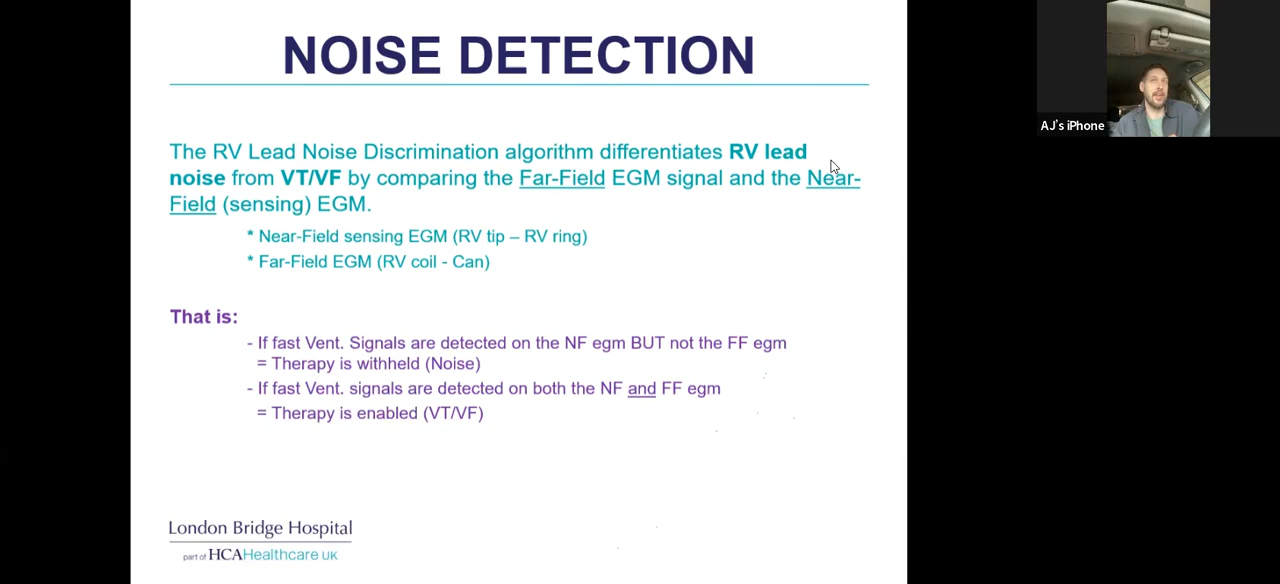 NOISE DETECTION
The RV Lead Noise Discrimination algorithm differentiates RV lead
noise from VT/VF by comparing the Far-Field EGM signal and the Near-
Field (sensing) EGM.
* Near-Field sensing EGM (RV tip – RV ring)
* Far-Field EGM (RV coil - Can)
That is:
- If fast Vent. Signals are detected on the NF egm BUT not the FF egm
= Therapy is withheld (Noise)
- If fast Vent. signals are detected on both the NF and FF egm
= Therapy is enabled (VT/VF)
London Bridge Hospital
part of HCAHealthcare UK
AJ's iPhone